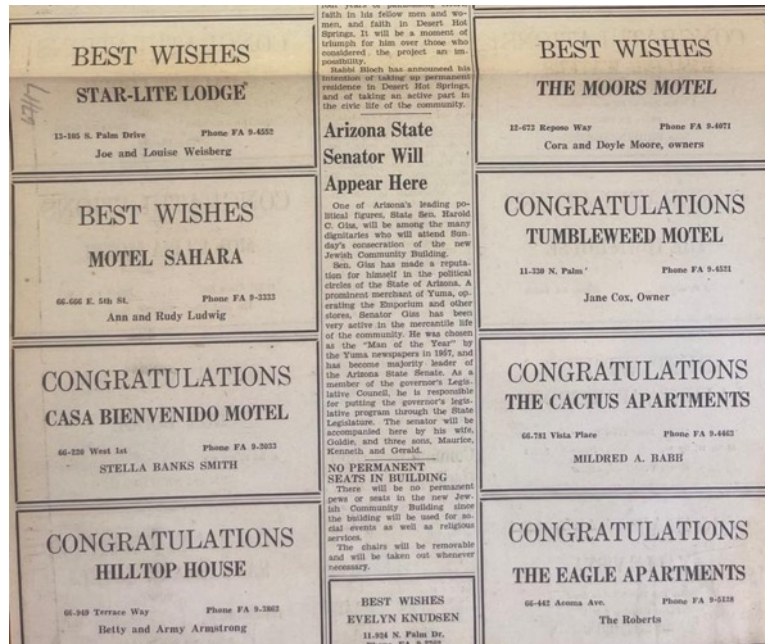 BEST WISHES
STAR-LITE LODGE
13-105 S. Palm Drive Phone FA 9-4552
Joe and Louise Weisberg
BEST WISHES
MOTEL SAHARA
66-606 E. 5th St. Phone FA 9-3333
Ann and Rudy Ludwig
CONGRATULATIONS
CASA BIENVENIDO MOTEL
66-220 West 1st Phone FA 9-2033
STELLA BANKS SMITH
CONGRATULATIONS
HILLTOP HOUSE
66-949 Terrace Way Phone FA 9-2862
Betty and Army Armstrong
faith in his fellow men and wo-
men, and faith in Desert Hot
Springs. It will be a moment of
triumph for him over those who
considered the project an im-
possibility.
Rabbi Bloch has announced his
intention of taking up permanent
residence in Desert Hot Springs,
and of taking an active part in
the civic life of the community.
Arizona State
Senator Will
Appear Here
One of Arizona's leading po-
litical figures, State Sen. Harold
C. Giss, will be among the many
dignitaries who will attend Sun-
day's consecration of the new
Jewish Community Building.
Sen. Giss has made a reputa-
tion for himself in the political
circles of the State of Arizona. A
prominent merchant of Yuma, op-
erating the Emporium and other
stores, Senator Giss has been
very active in the mercantile life
of the community. He was chosen
as the "Man of the Year" by
the Yuma newspapers in 1957, and
has become majority leader of
the Arizona State Senate. As a
member of the governor's Legis-
lative Council, he is responsible
for putting the governor's legis-
lative program through the State
Legislature. The senator will be
accompanied here by his wife,
Goldie, and three sons, Maurice,
Kenneth and Gerald.
NO PERMANENT
SEATS IN BUILDING
There will be no permanent
pews or seats in the new Jew-
ish Community Building since
the building will be used for so-
cial events as well as religious
services.
The chairs will be removable
and will be taken out whenever
necessary.
BEST WISHES
EVELYN KNUDSEN
11-924 N. Palm Dr.
BEST WISHES
THE MOORS MOTEL
12-673 Reposo Way Phone FA 9-4071
Cora and Doyle Moore, owners
CONGRATULATIONS
TUMBLEWEED MOTEL
11-330 N. Palm Phone FA 9-4521
Jane Cox, Owner
CONGRATULATIONS
THE CACTUS APARTMENTS
66-781 Vista Place Phone FA 9-4463
MILDRED A. BABB
CONGRATULATIONS
THE EAGLE APARTMENTS
66-442 Acoma Ave. Phone FA 9-5128
The Roberts